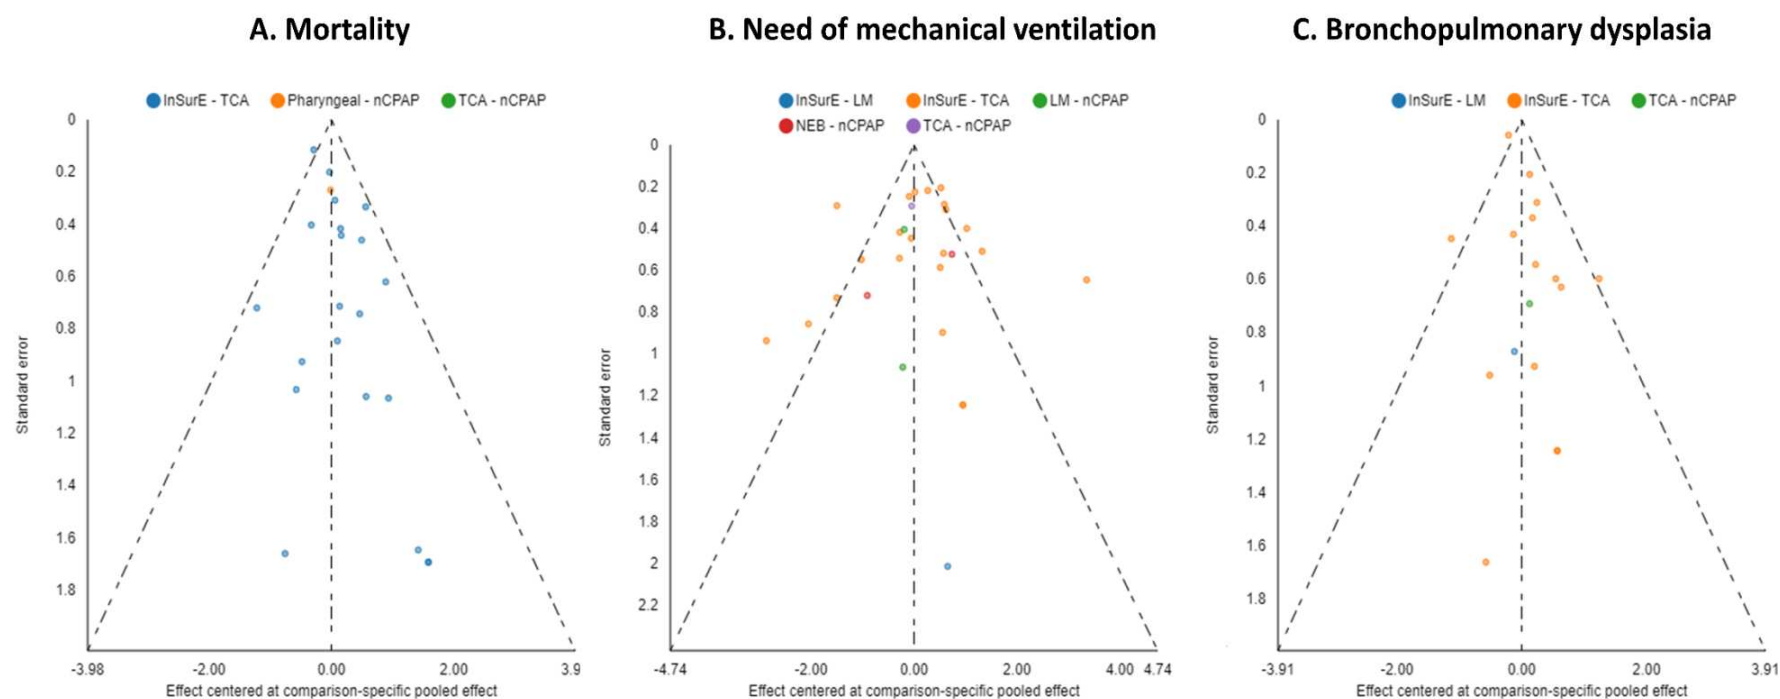 A. Mortality
InSurE - TCA Pharyngeal - nCPAP TCA - nCPAP
0
0.2
0.4
0.6
0.8
1
1.2
1.4
1.6
1.8
Standard error
-3.98 -2.00 0.00 2.00 3.9
Effect centered at comparison-specific pooled effect
B. Need of mechanical ventilation
InSurE - LM InSurE - TCA LM - nCPAP
NEB - nCPAP TCA - nCPAP
0
0.2
0.4
0.6
0.8
1
1.2
1.4
1.6
1.8
2
2.2
Standard error
-4.74 -2.00 0.00 2.00 4.00 4.74
Effect centered at comparison-specific pooled effect
C. Bronchopulmonary dysplasia
InSurE - LM InSurE - TCA TCA - nCPAP
0
0.2
0.4
0.6
0.8
1
1.2
1.4
1.6
1.8
Standard error
-3.91 -2.00 0.00 2.00 3.91
Effect centered at comparison-specific pooled effect